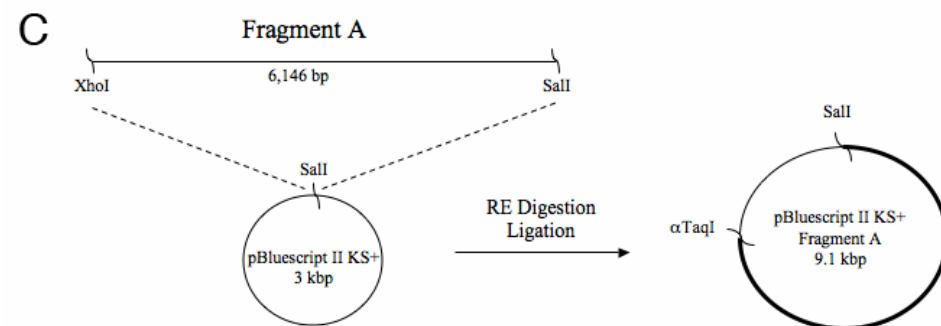 C
Fragment A
6,146 bp
XhoI
SalI
SalI
pBluescript II KS+
3 kbp
RE Digestion
Ligation
SalI
αTaqI
pBluescript II KS+
Fragment A
9.1 kbp